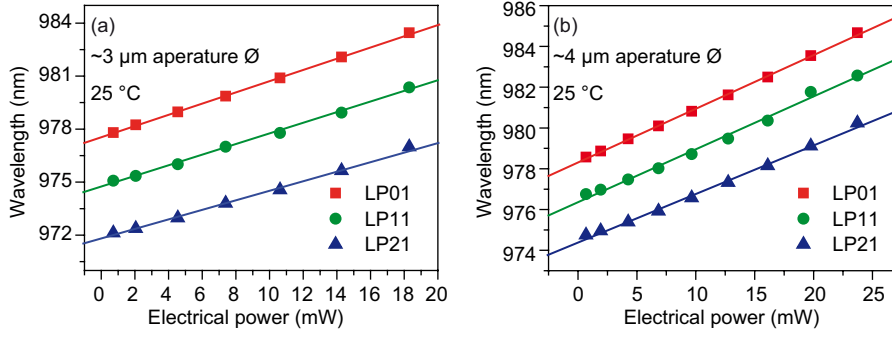 (a)
~3 µm aperature Ø
25 °C
Wavelength (nm)
984
981
978
975
972
LP01
LP11
LP21
0 2 4 6 8 10 12 14 16 18 20
Electrical power (mW)
(b)
~4 µm aperature Ø
25 °C
Wavelength (nm)
986
984
982
980
978
976
974
LP01
LP11
LP21
0 5 10 15 20 25
Electrical power (mW)